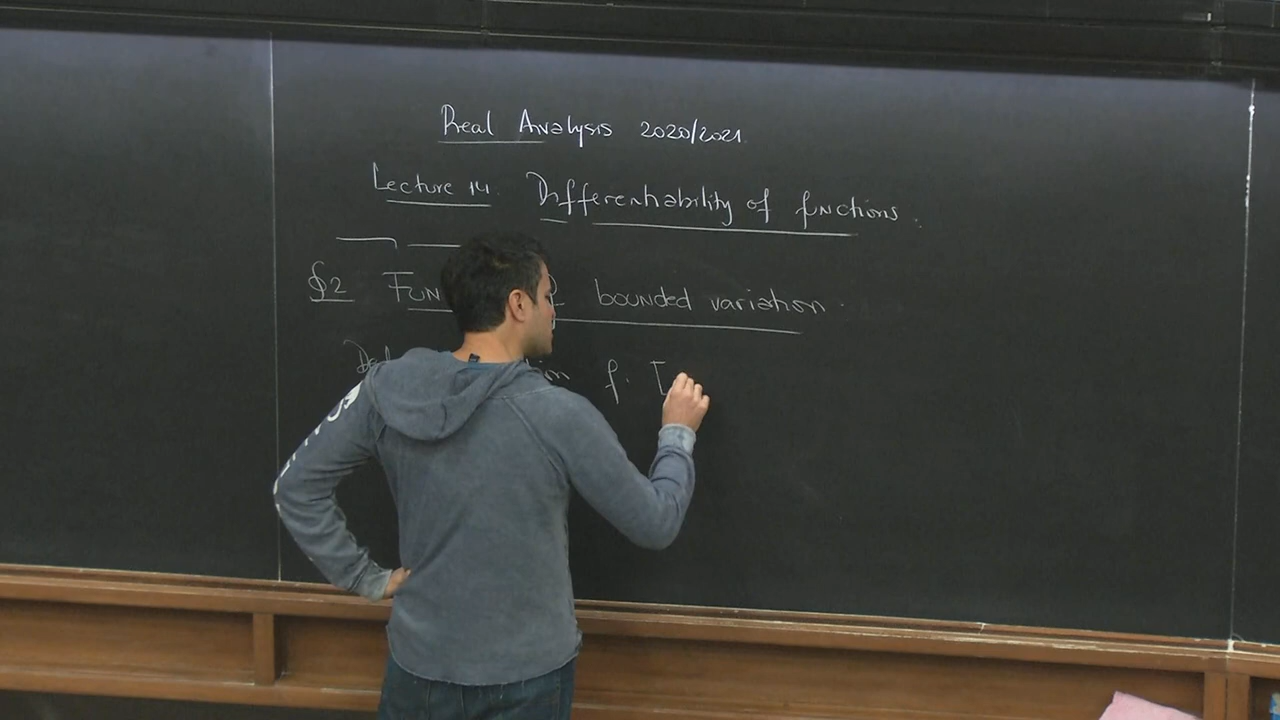 Real Analysis 2020/2021.
Lecture 14. Differentiability of functions.
§2 Fun bounded variation.
f. [